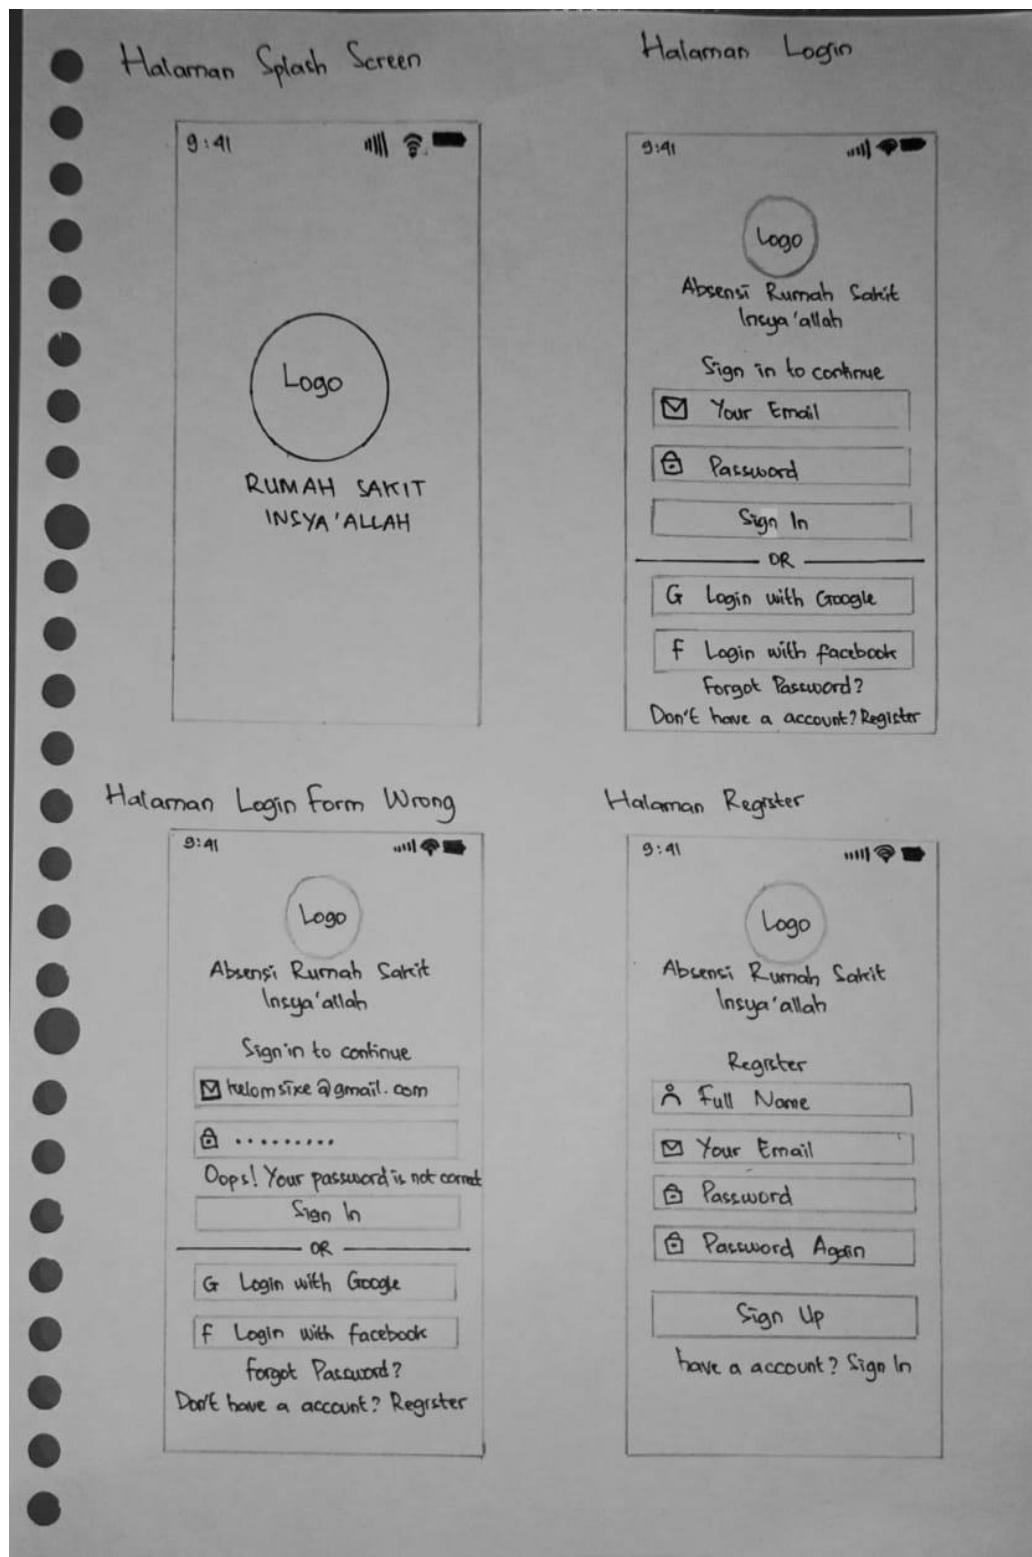 Halaman Splash Screen
9:41
Logo
RUMAH SAKIT
INSYA'ALLAH
Halaman Login
9:41
Logo
Absensi Rumah Sakit
Insya'allah
Sign in to continue
Your Email
Password
Sign In
OR
G Login with Google
f Login with facebook
Forgot Password?
Don't have a account? Register
Halaman Login Form Wrong
9:41
Logo
Absensi Rumah Sakit
Insya'allah
Sign in to continue
@gmail.com
.........
Oops! Your password is not correct
Sign In
OR
G Login with Google
f Login with facebook
Forgot Password?
Don't have a account? Register
Halaman Register
9:41
Logo
Absensi Rumah Sakit
Insya'allah
Register
Full Name
Your Email
Password
Password Again
Sign Up
have a account? Sign In